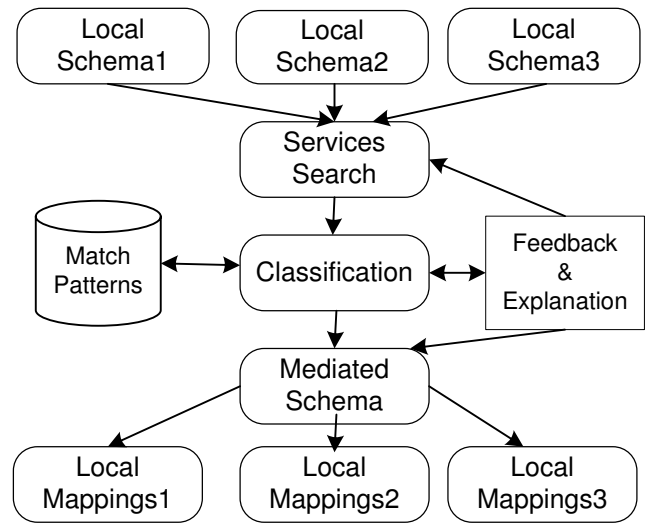 Local
Schema1
Local
Schema2
Local
Schema3
Services
Search
Match
Patterns
Classification
Feedback
&
Explanation
Mediated
Schema
Local
Mappings1
Local
Mappings2
Local
Mappings3